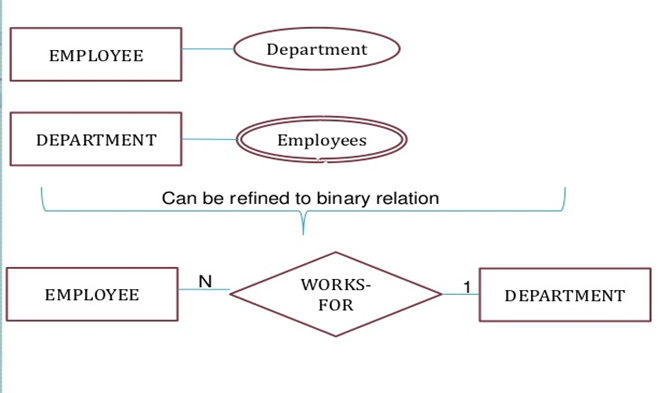 EMPLOYEE Department
DEPARTMENT Employees
Can be refined to binary relation
EMPLOYEE N WORKS- 1 DEPARTMENT
FOR